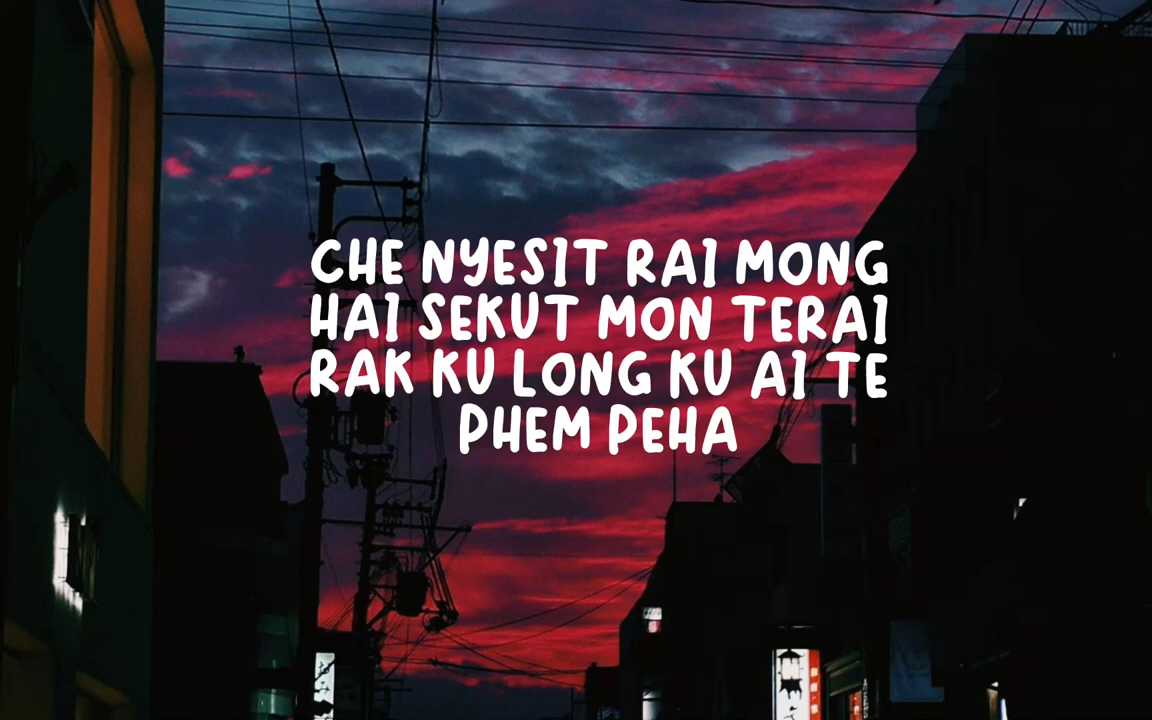 CHE NYESIT RAI MONG
HAI SEKUT MON TERAI
RAK KU LONG KU AI TE
PHEM PEHA